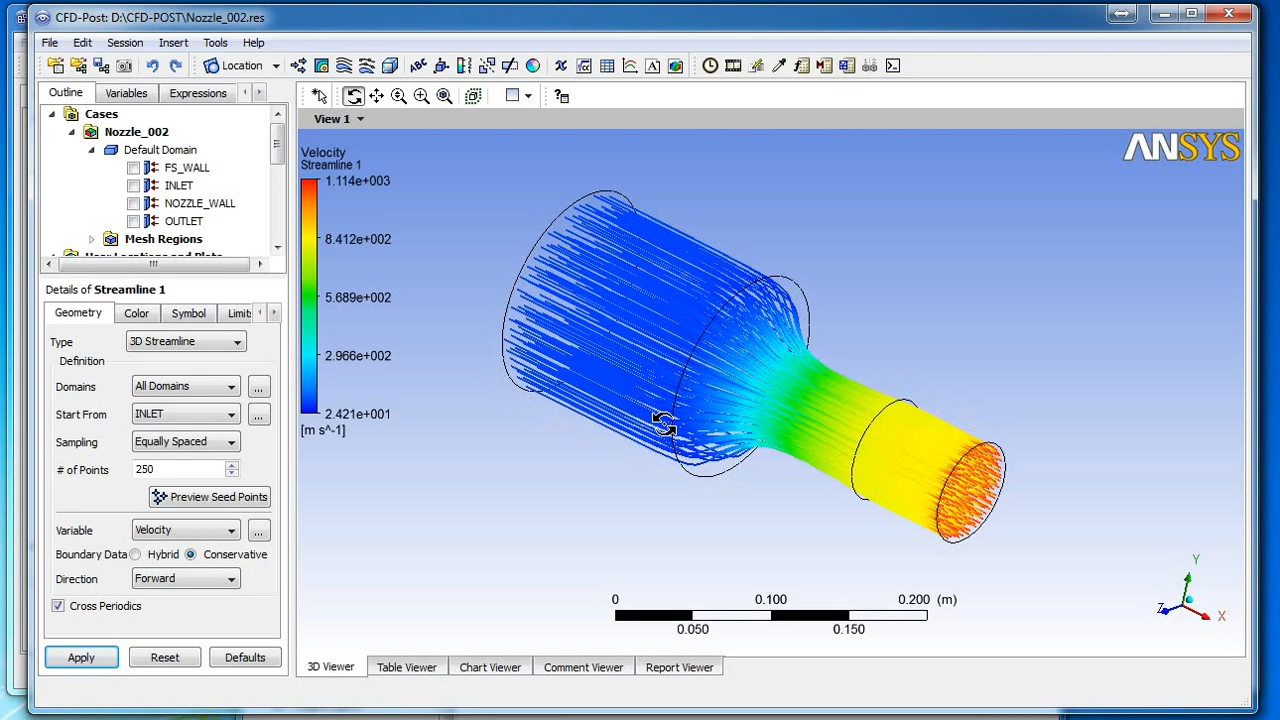 CFD-Post: D:\CFD-POST\Nozzle_002.res
File Edit Session Insert Tools Help
Location
Outline Variables Expressions
Cases
Nozzle_002
Default Domain
FS_WALL
INLET
NOZZLE_WALL
OUTLET
Mesh Regions
User Locations and Plots
Details of Streamline 1
Geometry Color Symbol Limits
Type 3D Streamline
Definition
Domains All Domains ...
Start From INLET ...
Sampling Equally Spaced
# of Points 250
Preview Seed Points
Variable Velocity ...
Boundary Data Hybrid Conservative
Direction Forward
Cross Periodics
Apply Reset Defaults
View 1
Velocity
Streamline 1
1.114e+003
8.412e+002
5.689e+002
2.966e+002
2.421e+001
[m s^-1]
ANSYS
0 0.100 0.200 (m)
0.050 0.150
Y
Z X
3D Viewer Table Viewer Chart Viewer Comment Viewer Report Viewer